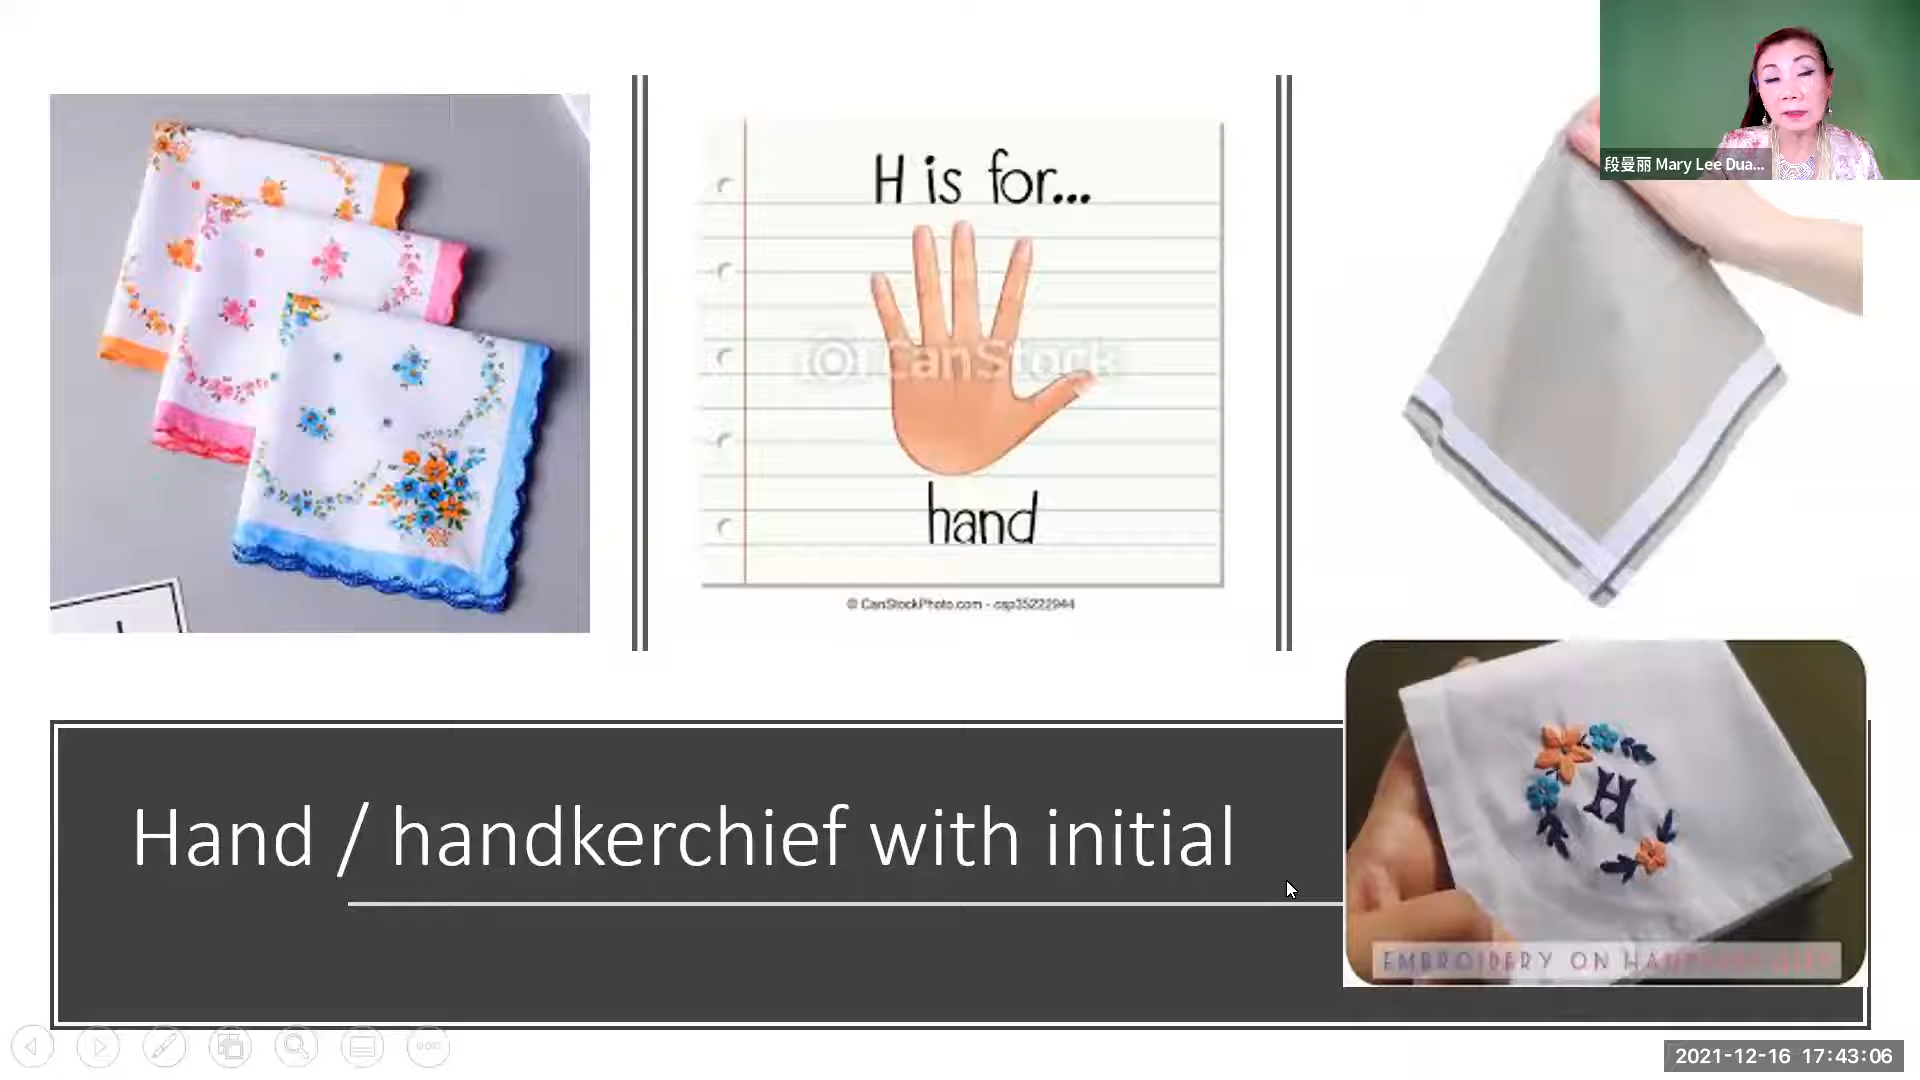 段曼丽 Mary Lee Dua...
H is for...
CanStock
hand
© CanStockPhoto.com - csp35222944
H
Hand / handkerchief with initial
EMBROIDERY ON
2021-12-16 17:43:06